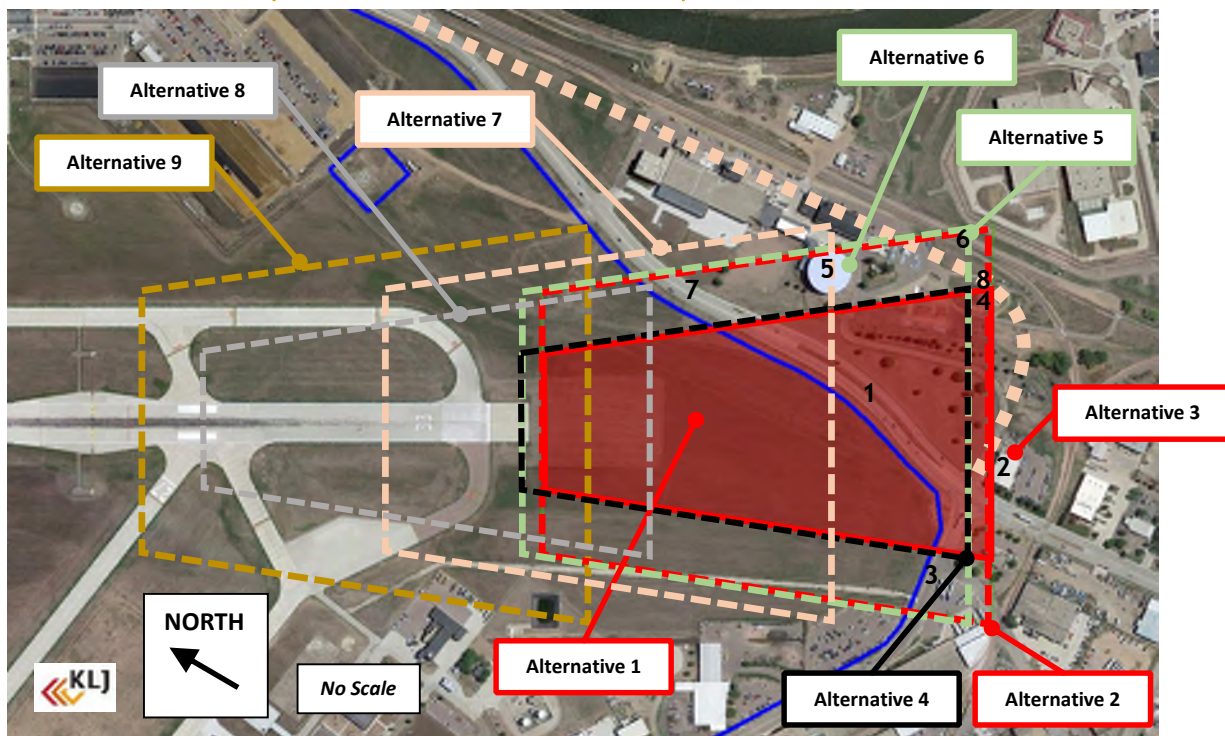 Alternative 6
Alternative 8
Alternative 5
Alternative 7
Alternative 9
6
5
8
7
4
1
Alternative 3
2
3
NORTH
Alternative 1
No Scale
KLJ
Alternative 4
Alternative 2